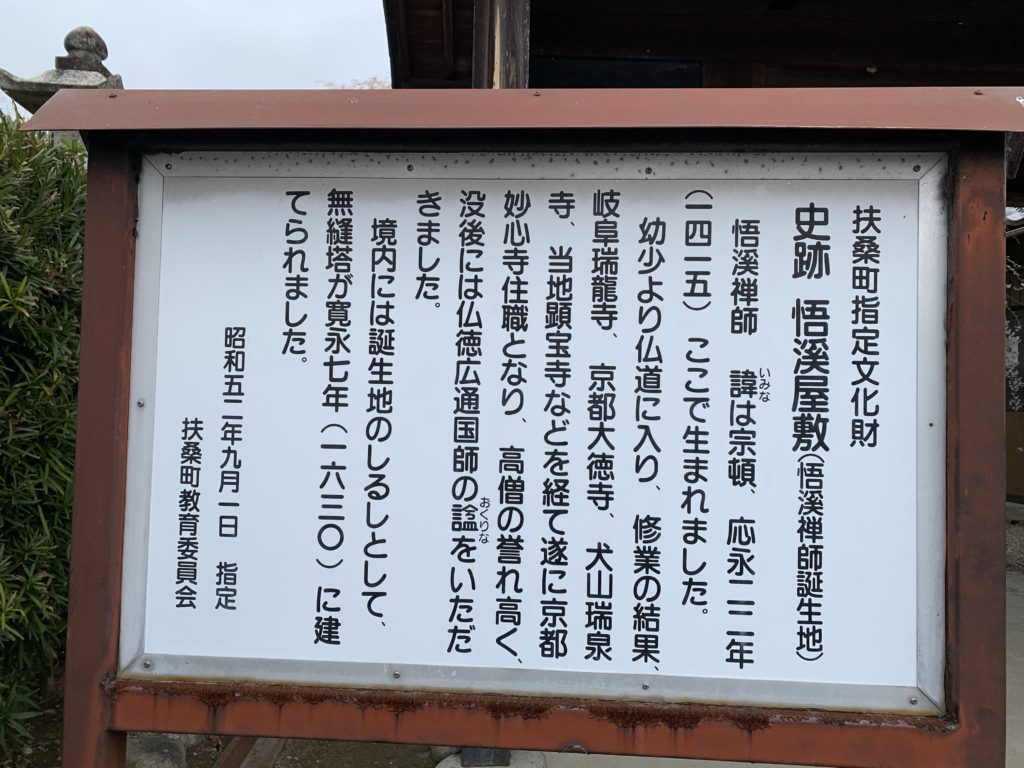 扶桑町指定文化財
史跡 悟溪屋敷(悟溪禅師誕生地)
悟溪禅師 諱は宗頓、応永二二年
いみな
(一四一五) ここで生まれました。
幼少より仏道に入り、修業の結果、
岐阜瑞龍寺、京都大徳寺、犬山瑞泉
寺、当地顕宝寺などを経て遂に京都
妙心寺住職となり、高僧の誉れ高く、
没後には仏徳広通国師の諡をいただ
おくりな
きました。
境内には誕生地のしるしとして、
無縫塔が寛永七年(一六三〇)に建
てられました。
昭和五二年九月一日 指定
扶桑町教育委員会